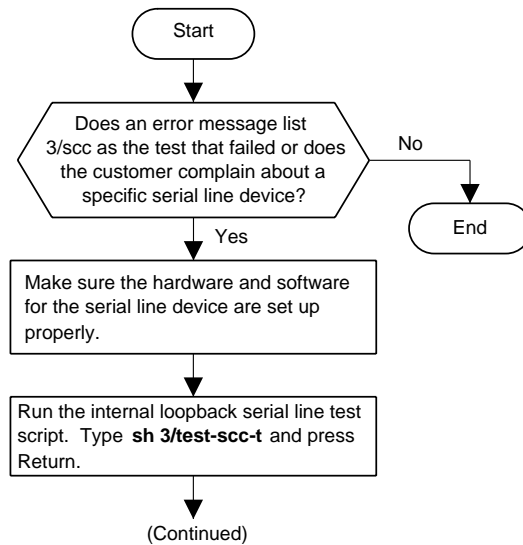 Start
Does an error message list
3/scc as the test that failed or does
the customer complain about a
specific serial line device?
No
End
Yes
Make sure the hardware and software
for the serial line device are set up
properly.
Run the internal loopback serial line test
script. Type sh 3/test-scc-t and press
Return.
(Continued)